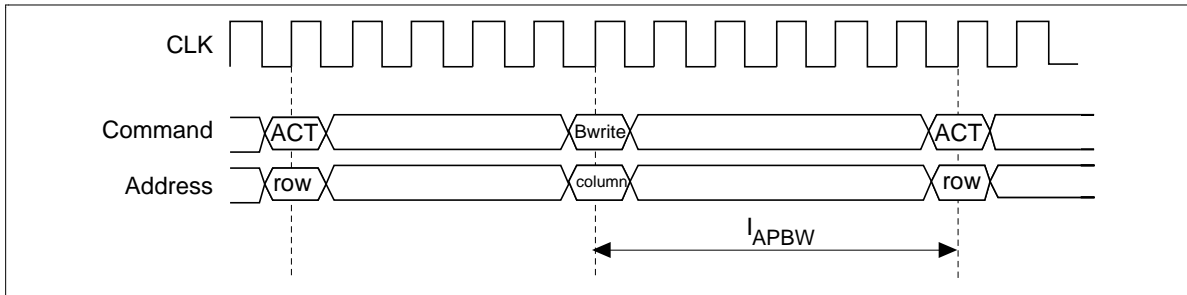 CLK
Command ACT Bwrite ACT
Address row column row
I_APBW